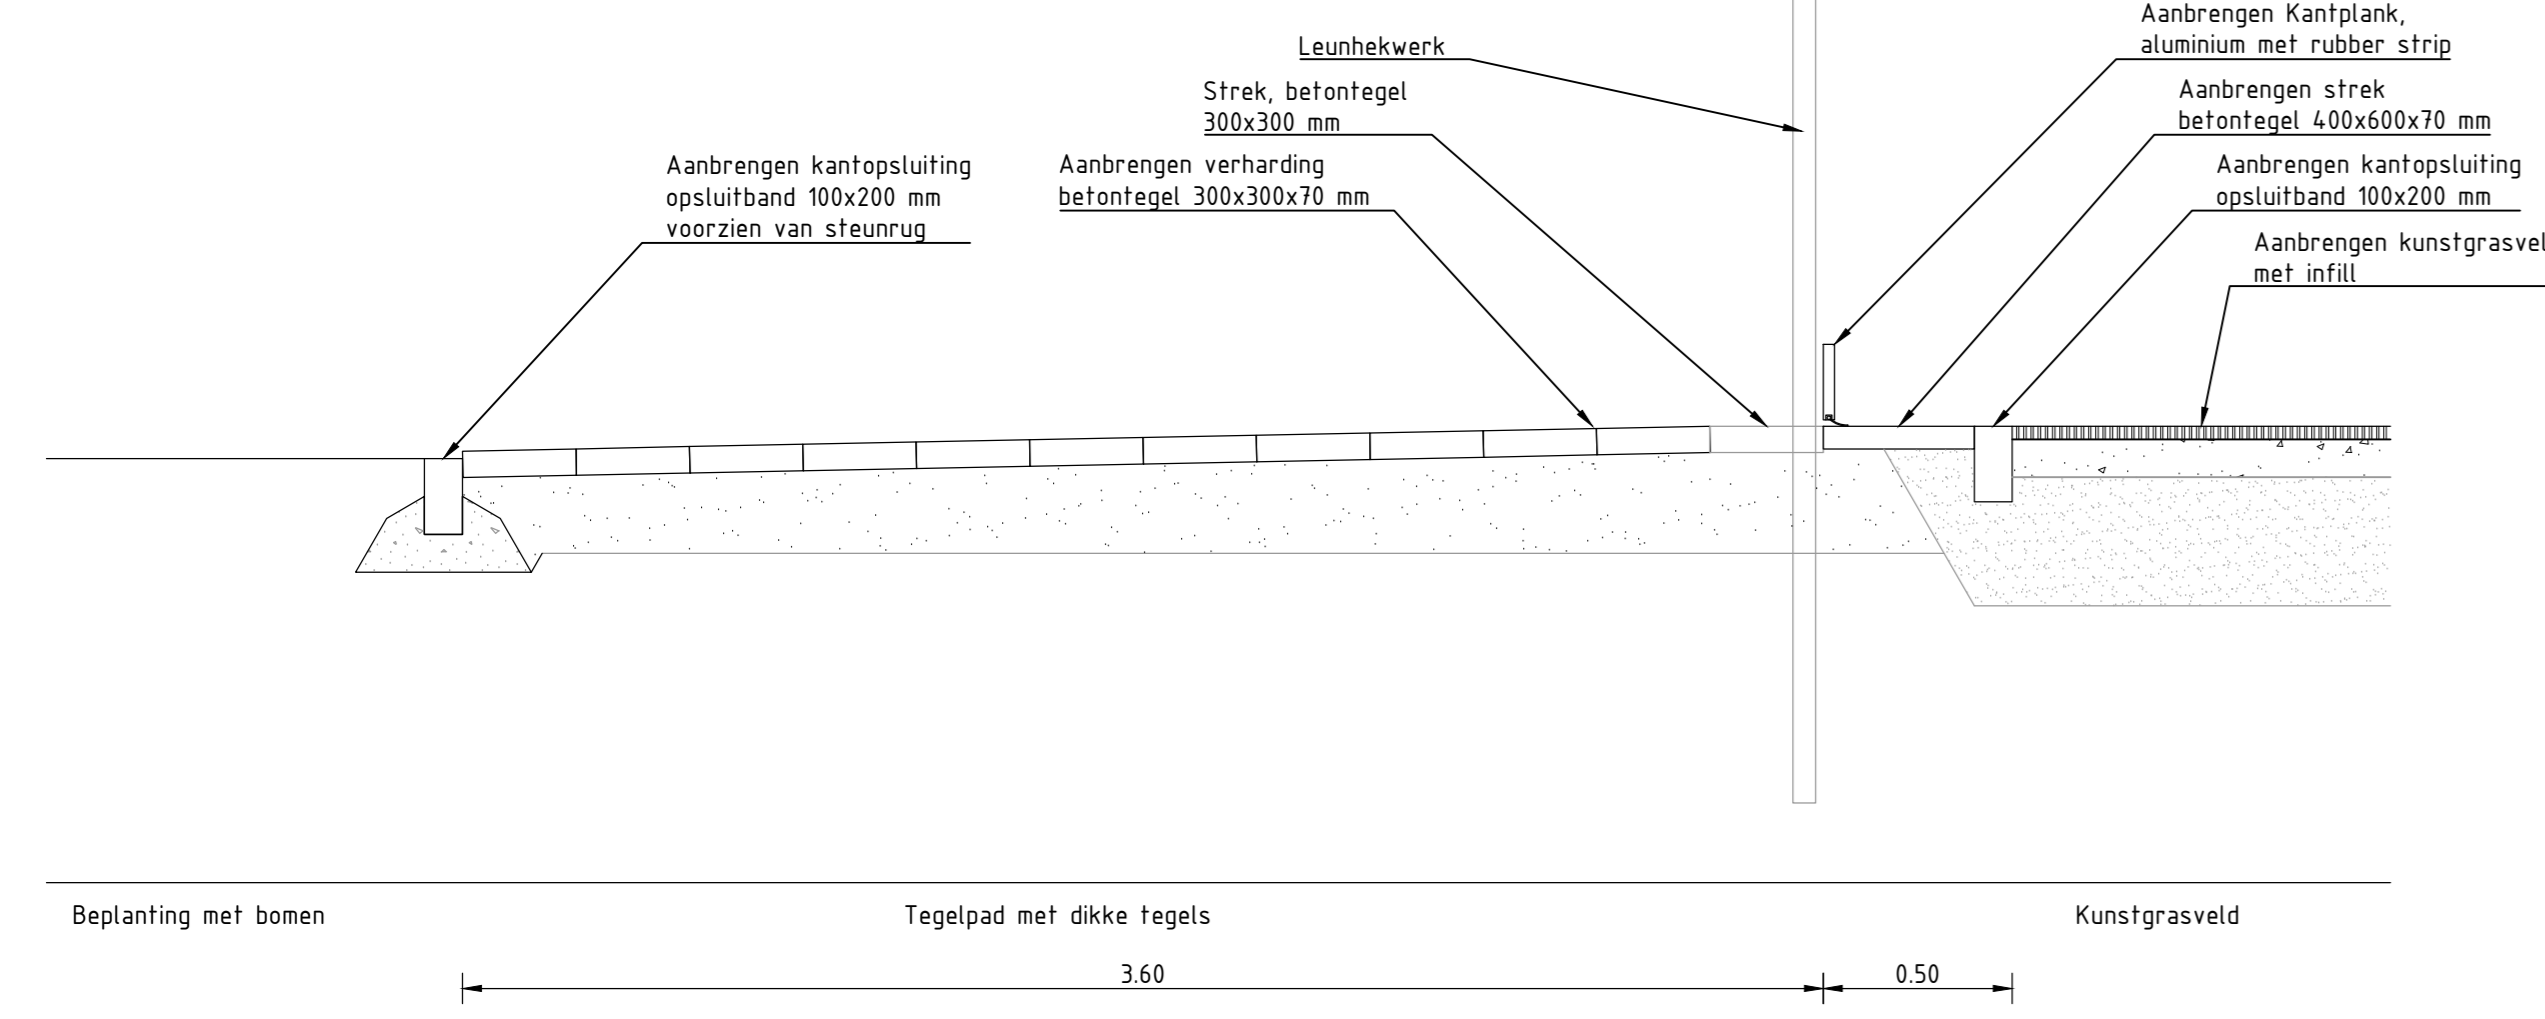 Leunhekwerk
Strek, betontegel
300x300 mm
Aanbrengen verharding
betontegel 300x300x70 mm
Aanbrengen kantopsluiting
opsluitband 100x200 mm
voorzien van steunrug
Aanbrengen Kantplank,
aluminium met rubber strip
Aanbrengen strek
betontegel 400x600x70 mm
Aanbrengen kantopsluiting
opsluitband 100x200 mm
Aanbrengen kunstgrasvel
met infill
Beplanting met bomen
Tegelpad met dikke tegels
Kunstgrasveld
3.60
0.50